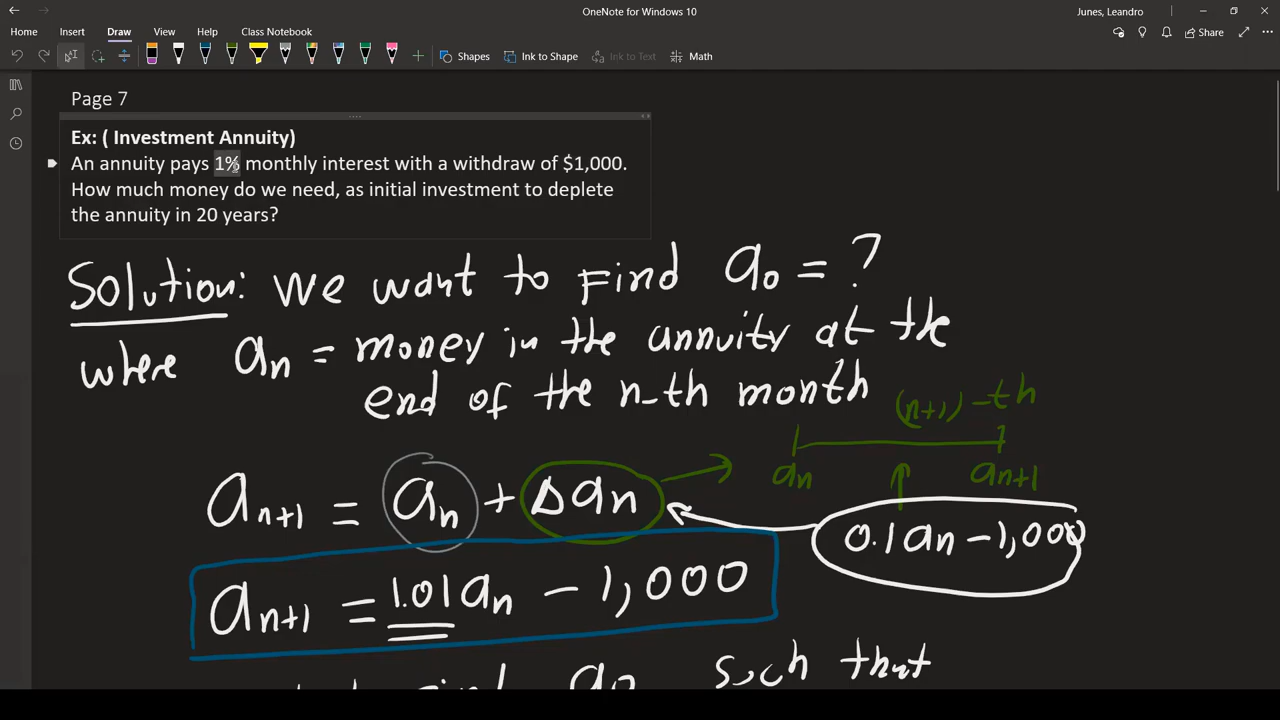 OneNote for Windows 10
Junes, Leandro
Home Insert Draw View Help Class Notebook
Share
Shapes Ink to Shape Ink to Text Math
Page 7
Ex: ( Investment Annuity)
An annuity pays 1% monthly interest with a withdraw of $1,000.
How much money do we need, as initial investment to deplete
the annuity in 20 years?
Solution: We want to Find a₀ = ?
where aₙ = money in the annuity at the
end of the n-th month
(n+1)-th
aₙ aₙ₊₁
aₙ₊₁ = aₙ + Δaₙ
0.1aₙ - 1,000
aₙ₊₁ = 1.01aₙ - 1,000
a₀ such that